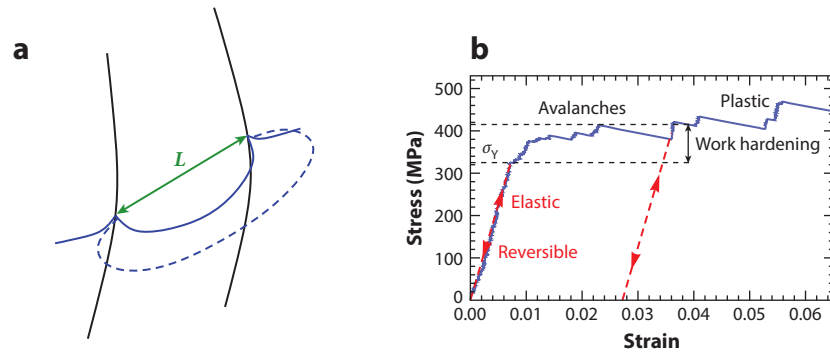 a
L
b
Stress (MPa)
500
400
300
200
100
0
σY
Avalanches
Plastic
Work hardening
Elastic
Reversible
0.00
0.01
0.02
0.03
0.04
0.05
0.06
Strain